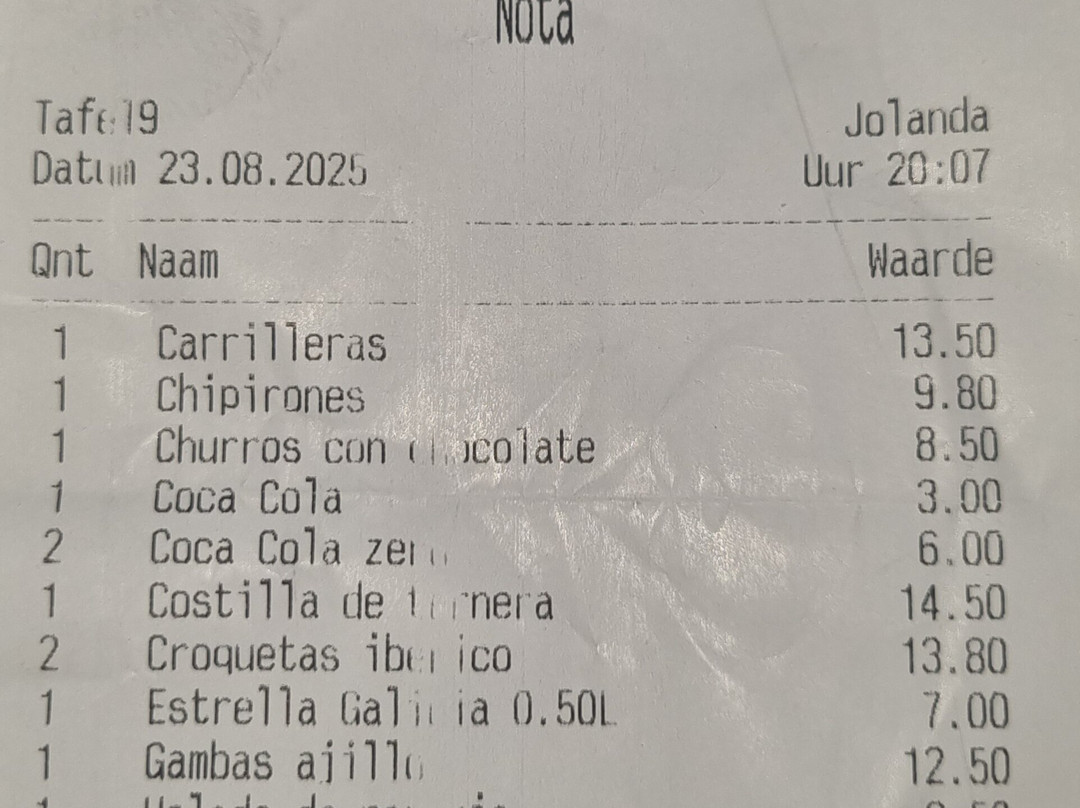 Nota
Tafel 19 Jolanda
Datum 23.08.2025 Uur 20:07
Qnt Naam Waarde
1 Carrilleras 13.50
1 Chipirones 9.80
1 Churros con chocolate 8.50
1 Coca Cola 3.00
2 Coca Cola zero 6.00
1 Costilla de ternera 14.50
2 Croquetas iberico 13.80
1 Estrella Galicia 0.50L 7.00
1 Gambas ajillo 12.50